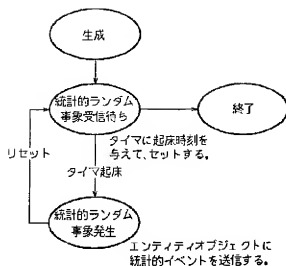 生成
統計的ランダム
事象受信待ち
終了
タイマに起床時刻を
与えて、セットする。
リセット
タイマ起床
統計的ランダム
事象発生
エンティティオブジェクトに
統計的イベントを送信する。